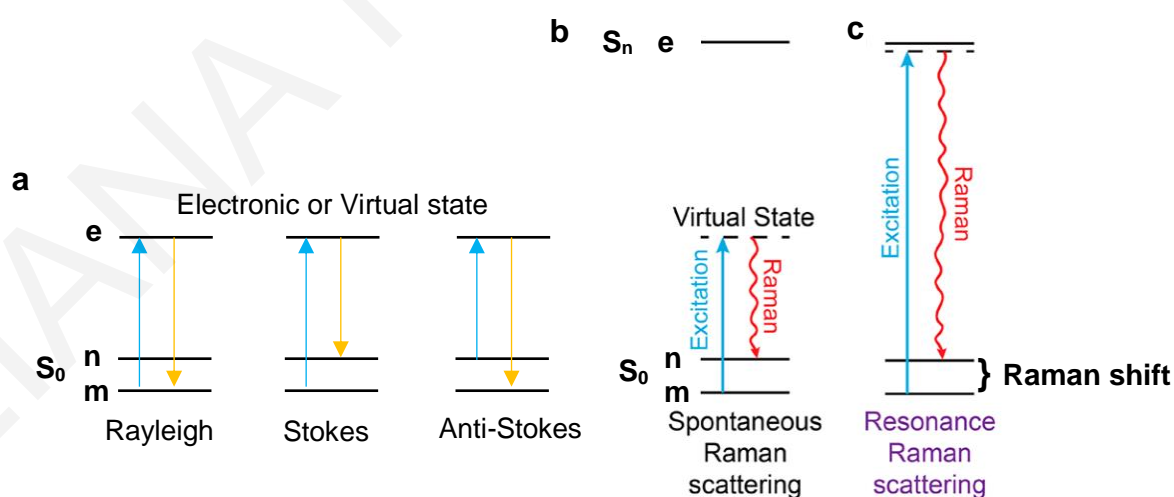 a
Electronic or Virtual state
e
n
S₀
m
Rayleigh
Stokes
Anti-Stokes
b
Sₙ e
Virtual State
Excitation
Raman
n
S₀
m
Spontaneous
Raman
scattering
c
Excitation
Raman
} Raman shift
Resonance
Raman
scattering